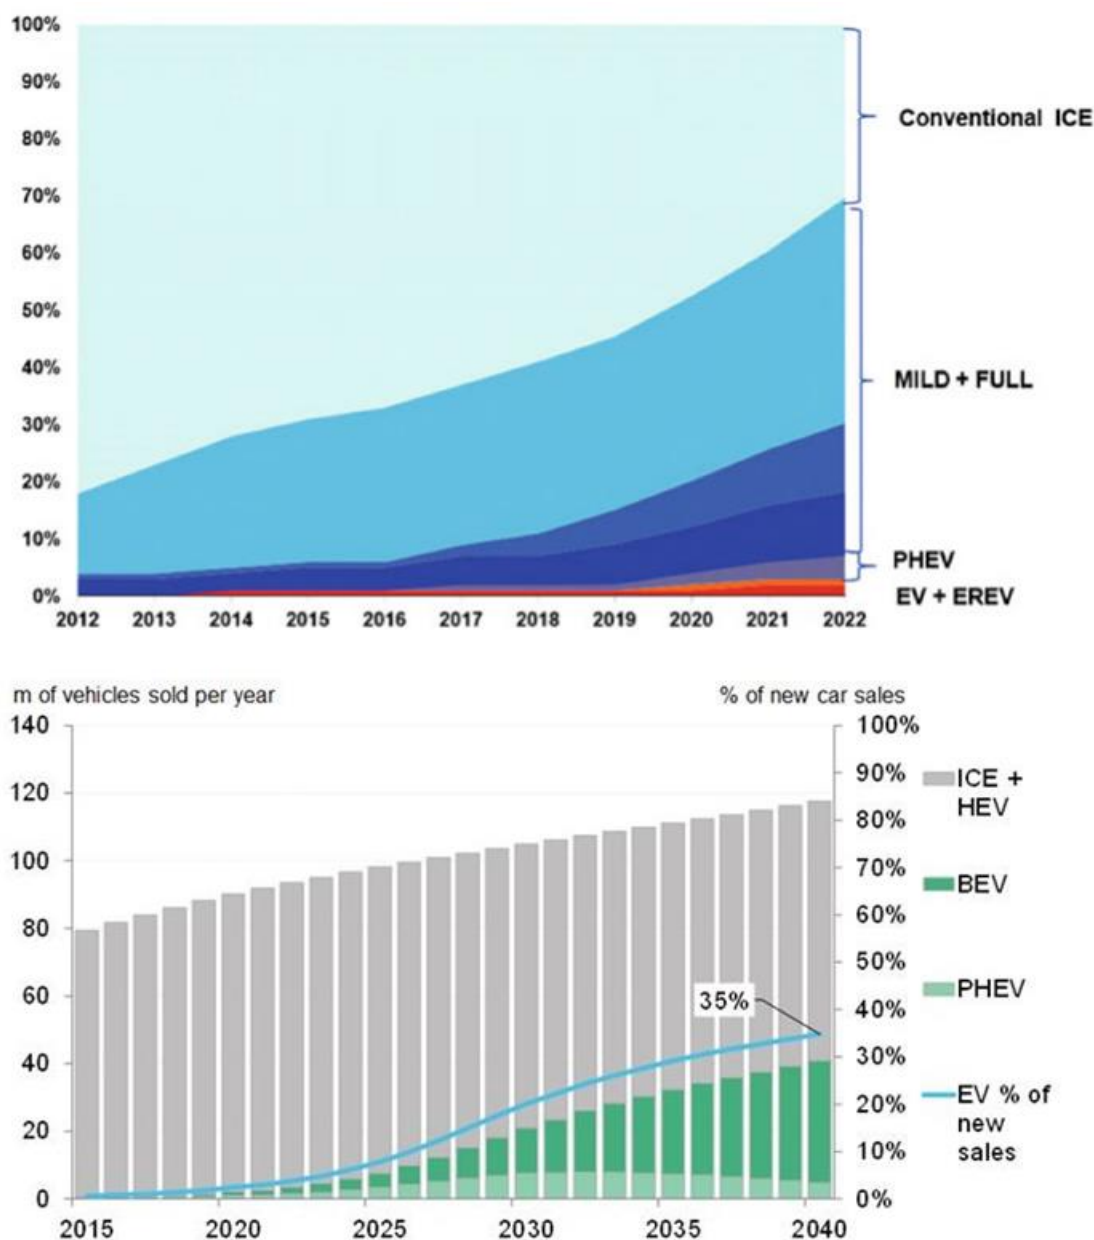 100%
90%
80%
70%
60%
50%
40%
30%
20%
10%
0%
2012 2013 2014 2015 2016 2017 2018 2019 2020 2021 2022
Conventional ICE
MILD + FULL
PHEV
EV + EREV
m of vehicles sold per year
% of new car sales
140
120
100
80
60
40
20
0
100%
90%
80%
70%
60%
50%
40%
30%
20%
10%
0%
35%
2015 2020 2025 2030 2035 2040
ICE +
HEV
BEV
PHEV
EV % of
new
sales